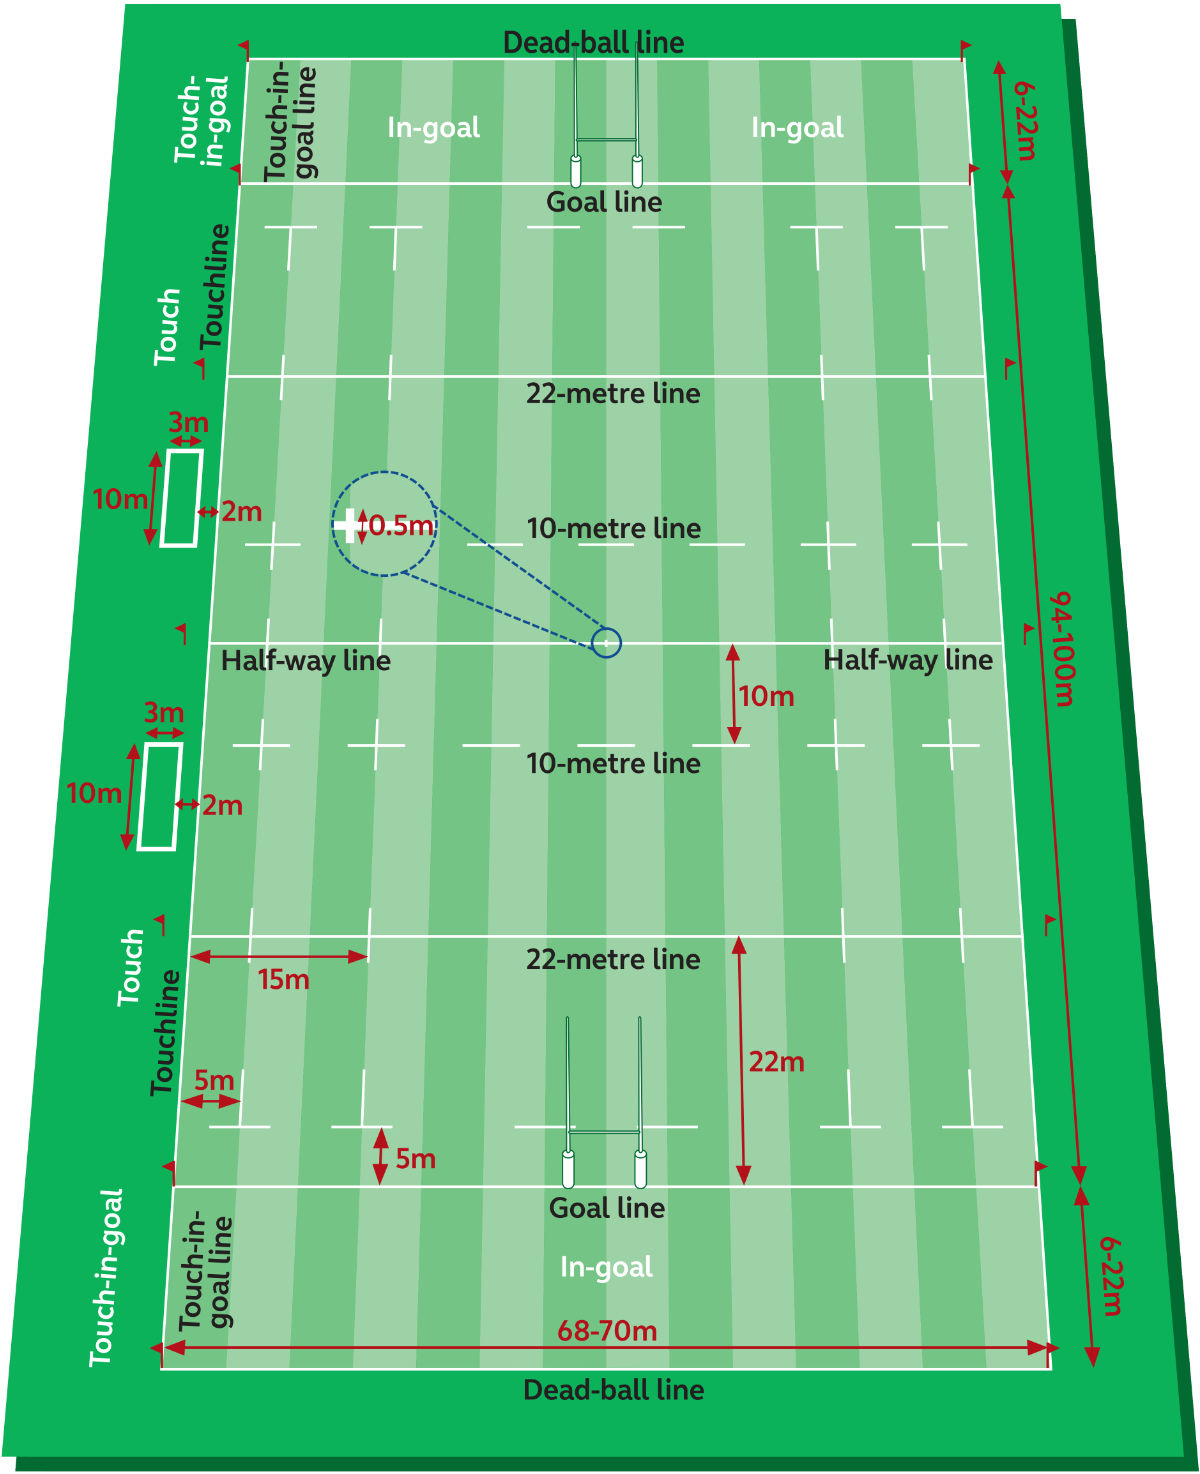 Dead-ball line
Touch-
in-goal
Touch-in-
goal line
In-goal
In-goal
6-22m
Goal line
Touchline
Touch
22-metre line
3m
10m
2m
0.5m
10-metre line
94-100m
Half-way line
Half-way line
10m
3m
10m
2m
10-metre line
Touch
Touchline
22-metre line
15m
22m
5m
5m
Goal line
Touch-in-goal
Touch-in-
goal line
In-goal
6-22m
68-70m
Dead-ball line